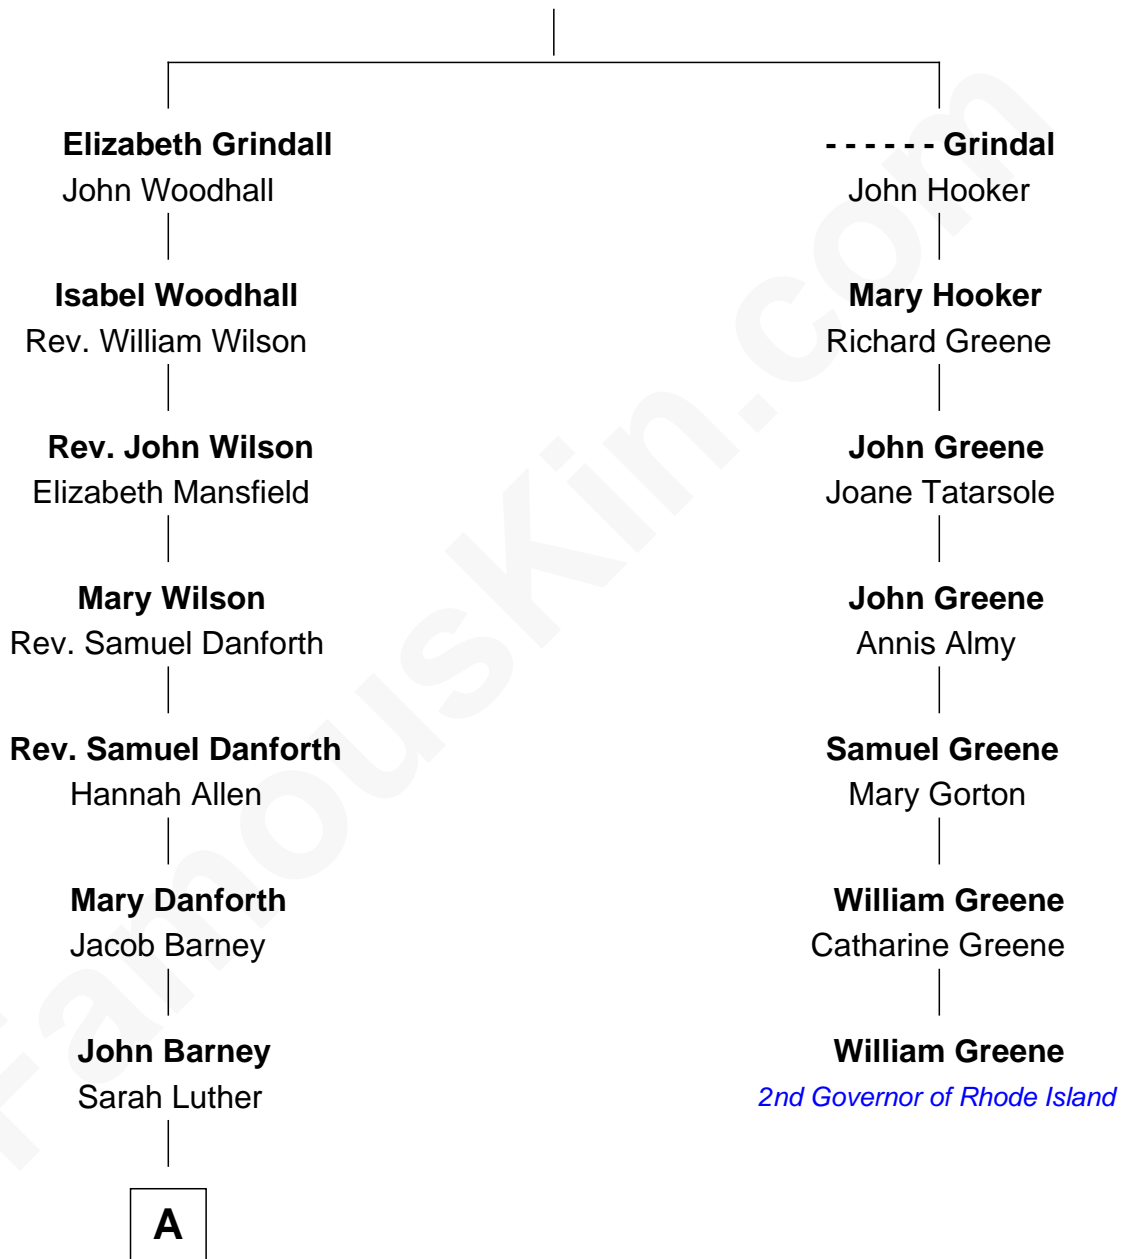 Elizabeth Grindall
John Woodhall
Isabel Woodhall
Rev. William Wilson
Rev. John Wilson
Elizabeth Mansfield
Mary Wilson
Rev. Samuel Danforth
Rev. Samuel Danforth
Hannah Allen
Mary Danforth
Jacob Barney
John Barney
Sarah Luther
A
- - - - - - Grindal
John Hooker
Mary Hooker
Richard Greene
John Greene
Joane Tatarsole
John Greene
Annis Almy
Samuel Greene
Mary Gorton
William Greene
Catharine Greene
William Greene
2nd Governor of Rhode Island
FamousKin.com